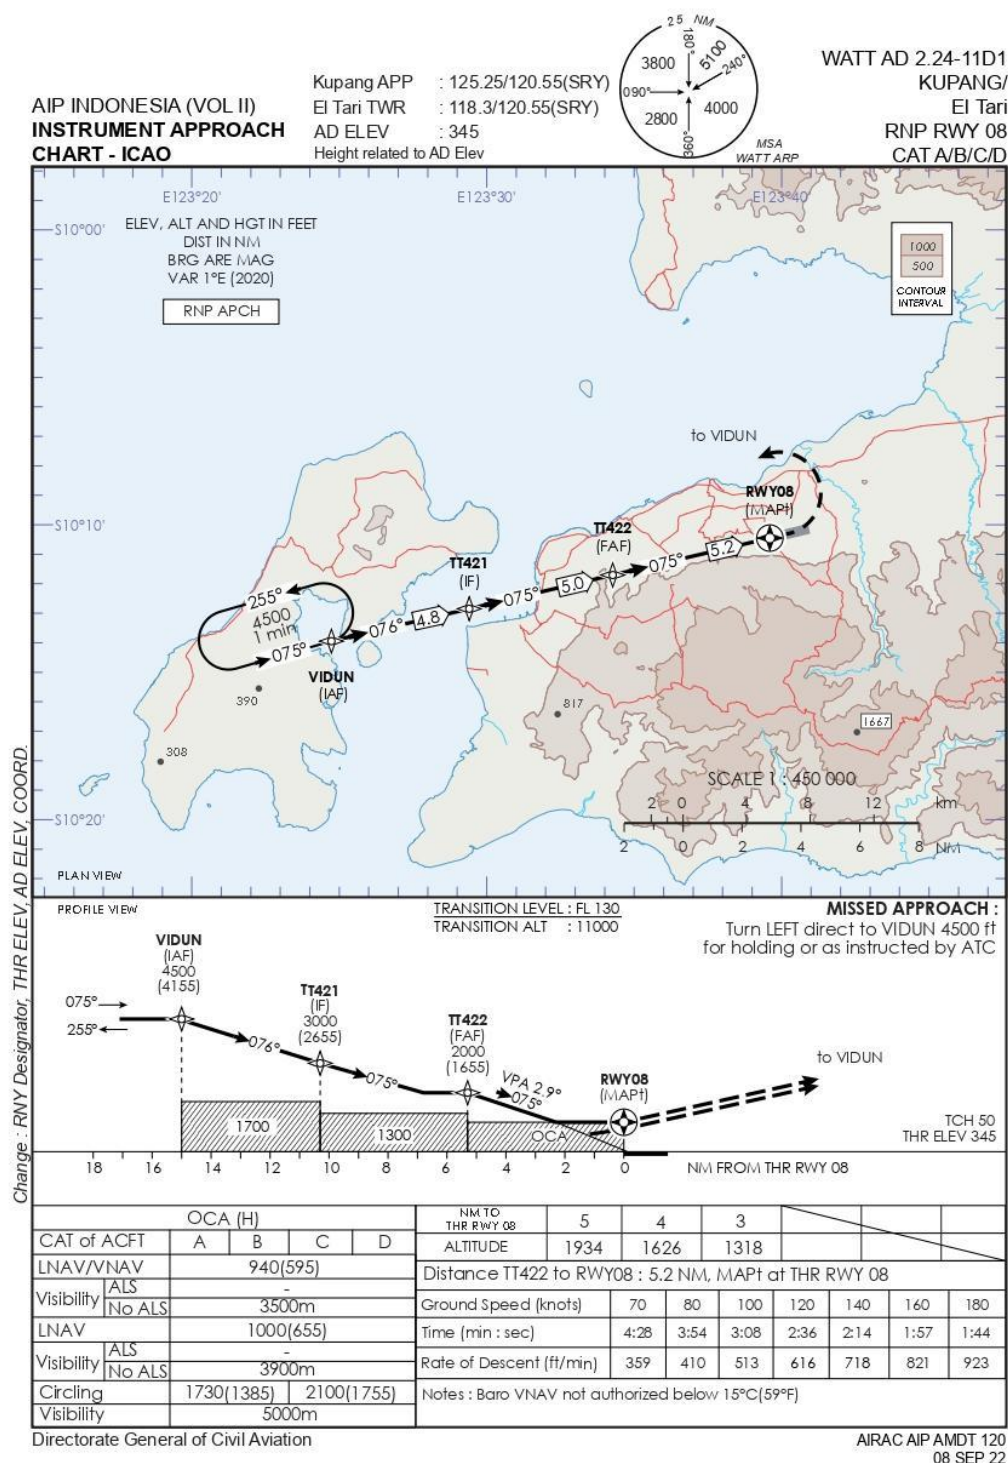 WATT AD 2.24-11D1
KUPANG/
El Tari
RNP RWY 08
CAT A/B/C/D
AIP INDONESIA (VOL II)
INSTRUMENT APPROACH
CHART - ICAO
Kupang APP : 125.25/120.55(SRY)
El Tari TWR : 118.3/120.55(SRY)
AD ELEV : 345
Height related to AD Elev
25 NM
180°
5100
240°
3800
090°
2800
4000
360°
MSA
WATT ARP
E123°20'
E123°30'
E123°40'
S10°00'
ELEV, ALT AND HGT IN FEET
DIST IN NM
BRG ARE MAG
VAR 1°E (2020)
RNP APCH
1000
500
CONTOUR
INTERVAL
to VIDUN
RWY08
(MAPt)
S10°10'
TT422
(FAF)
5.2
075°
TT421
(IF)
5.0
075°
255°
4500
1 min
4.8
076°
075°
VIDUN
(IAF)
390
308
817
1667
SCALE 1 : 450 000
2 0 4 8 12 km
2 0 2 4 6 8 NM
S10°20'
PLAN VIEW
Change : RNY Designator, THR ELEV, AD ELEV, COORD.
PROFILE VIEW
TRANSITION LEVEL : FL 130
TRANSITION ALT : 11000
MISSED APPROACH :
Turn LEFT direct to VIDUN 4500 ft
for holding or as instructed by ATC
VIDUN
(IAF)
4500
(4155)
075°
255°
076°
TT421
(IF)
3000
(2655)
075°
TT422
(FAF)
2000
(1655)
VPA 2.9°
075°
RWY08
(MAPt)
to VIDUN
1700
1300
OCA
TCH 50
THR ELEV 345
18 16 14 12 10 8 6 4 2 0 NM FROM THR RWY 08
OCA (H)
CAT of ACFT A B C D
LNAV/VNAV 940(595)
Visibility ALS -
No ALS 3500m
LNAV 1000(655)
Visibility ALS -
No ALS 3900m
Circling 1730(1385) 2100(1755)
Visibility 5000m
NM TO
THR RWY 08 5 4 3
ALTITUDE 1934 1626 1318
Distance TT422 to RWY08 : 5.2 NM, MAPt at THR RWY 08
Ground Speed (knots) 70 80 100 120 140 160 180
Time (min : sec) 4:28 3:54 3:08 2:36 2:14 1:57 1:44
Rate of Descent (ft/min) 359 410 513 616 718 821 923
Notes : Baro VNAV not authorized below 15°C(59°F)
Directorate General of Civil Aviation
AIRAC AIP AMDT 120
08 SEP 22